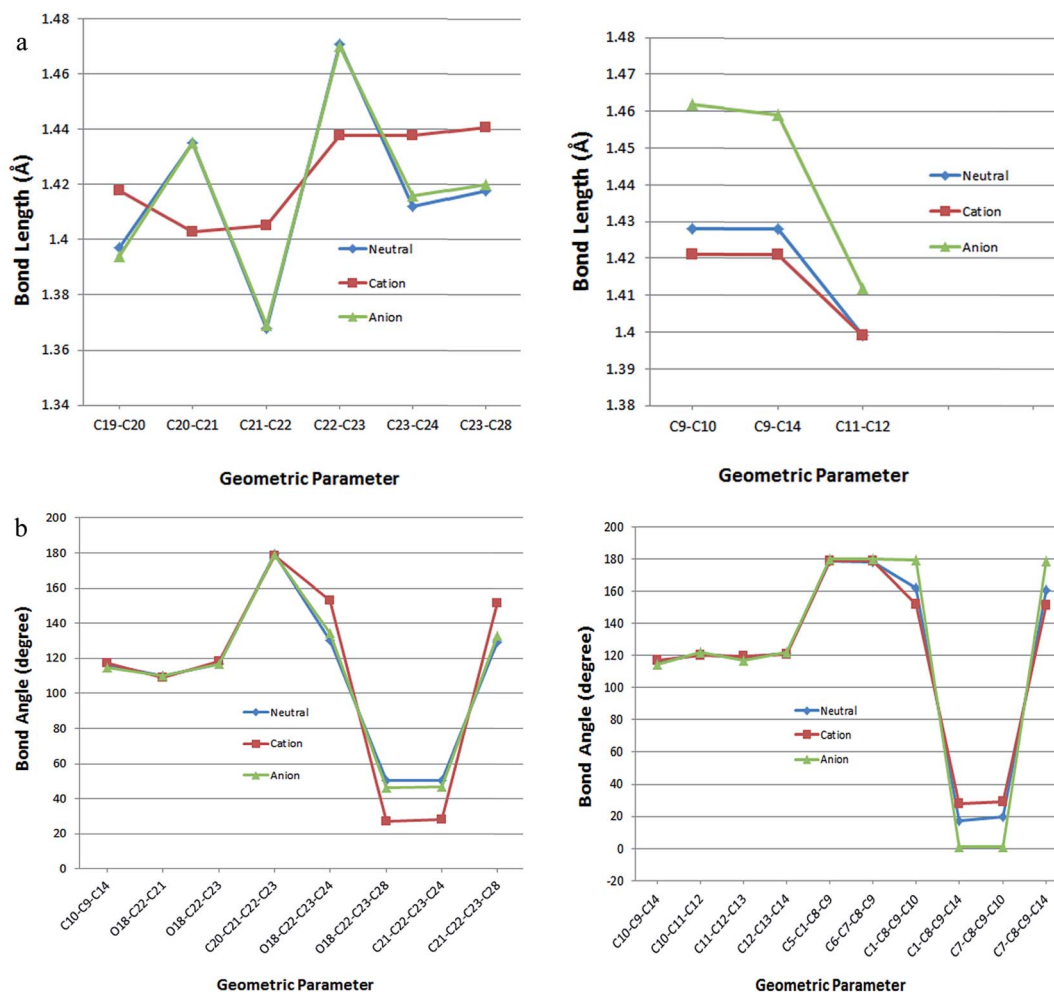 a
1.48
1.46
1.44
1.42
1.4
1.38
1.36
1.34
Bond Length (Å)
Neutral
Cation
Anion
C19-C20 C20-C21 C21-C22 C22-C23 C23-C24 C23-C28
Geometric Parameter
1.48
1.47
1.46
1.45
1.44
1.43
1.42
1.41
1.4
1.39
1.38
Bond Length (Å)
Neutral
Cation
Anion
C9-C10 C9-C14 C11-C12
Geometric Parameter
b
200
180
160
140
120
100
80
60
40
20
0
Bond Angle (degree)
Neutral
Cation
Anion
C10-C9-C14
O18-C22-C21
O18-C22-C23
C20-C21-C22-C23
O18-C22-C23-C24
O18-C22-C23-C28
C21-C22-C23-C24
C21-C22-C23-C28
Geometric Parameter
200
180
160
140
120
100
80
60
40
20
0
-20
Bond Angle (degree)
Neutral
Cation
Anion
C10-C9-C14
C10-C11-C12
C11-C12-C13
C12-C13-C14
C5-C1-C8-C9
C6-C7-C8-C9
C1-C8-C9-C10
C1-C8-C9-C14
C7-C8-C9-C10
C7-C8-C9-C14
Geometric Parameter